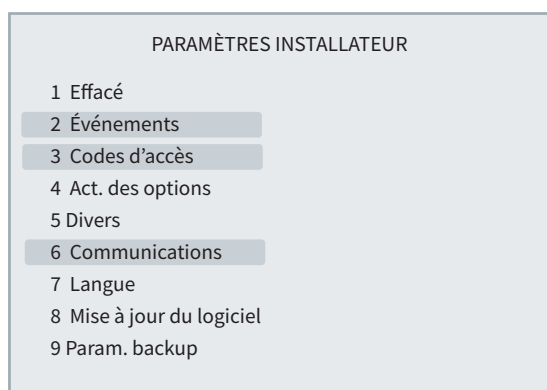 PARAMÈTRES INSTALLATEUR
1 Effacé
2 Événements
3 Codes d’accès
4 Act. des options
5 Divers
6 Communications
7 Langue
8 Mise à jour du logiciel
9 Param. backup